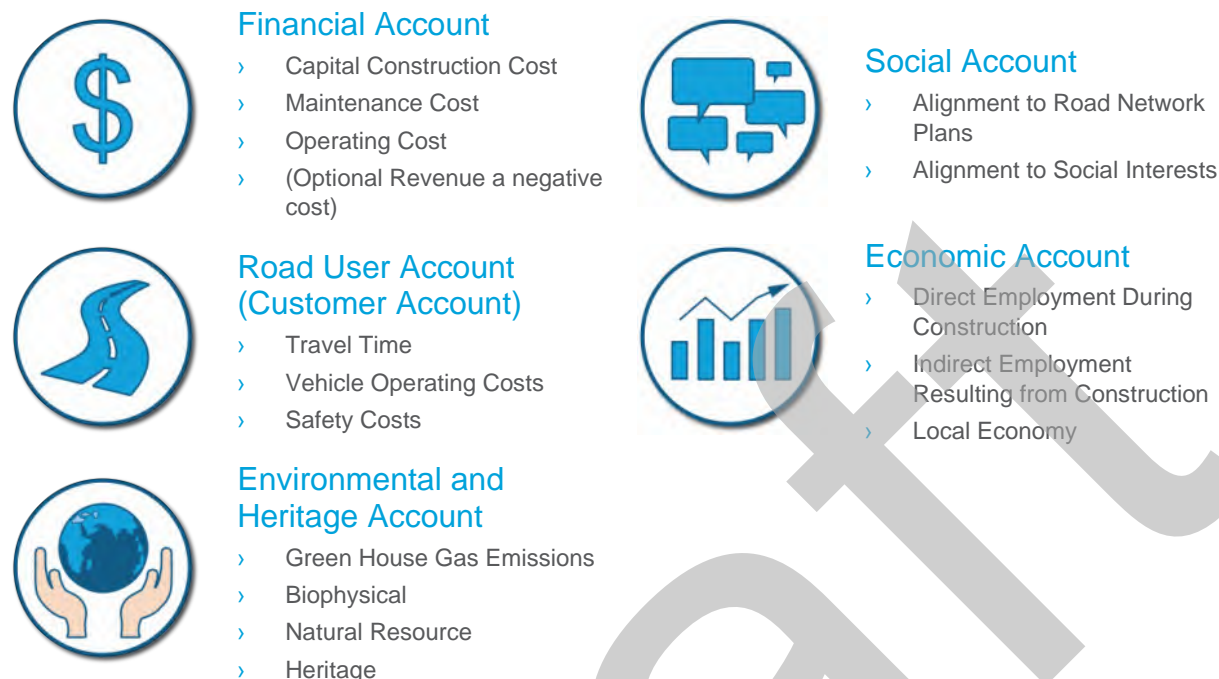 Financial Account
› Capital Construction Cost
› Maintenance Cost
› Operating Cost
› (Optional Revenue a negative
cost)
Road User Account
(Customer Account)
› Travel Time
› Vehicle Operating Costs
› Safety Costs
Environmental and
Heritage Account
› Green House Gas Emissions
› Biophysical
› Natural Resource
› Heritage
Social Account
› Alignment to Road Network
Plans
› Alignment to Social Interests
Economic Account
› Direct Employment During
Construction
› Indirect Employment
Resulting from Construction
› Local Economy